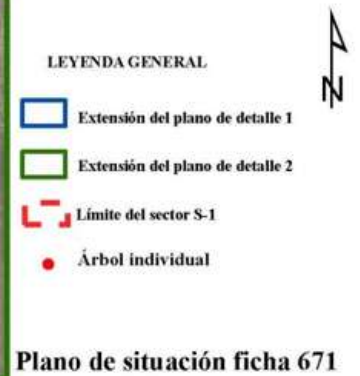 N
LEYENDA GENERAL
Extensión del plano de detalle 1
Extensión del plano de detalle 2
Límite del sector S-1
Árbol individual
Plano de situación ficha 671